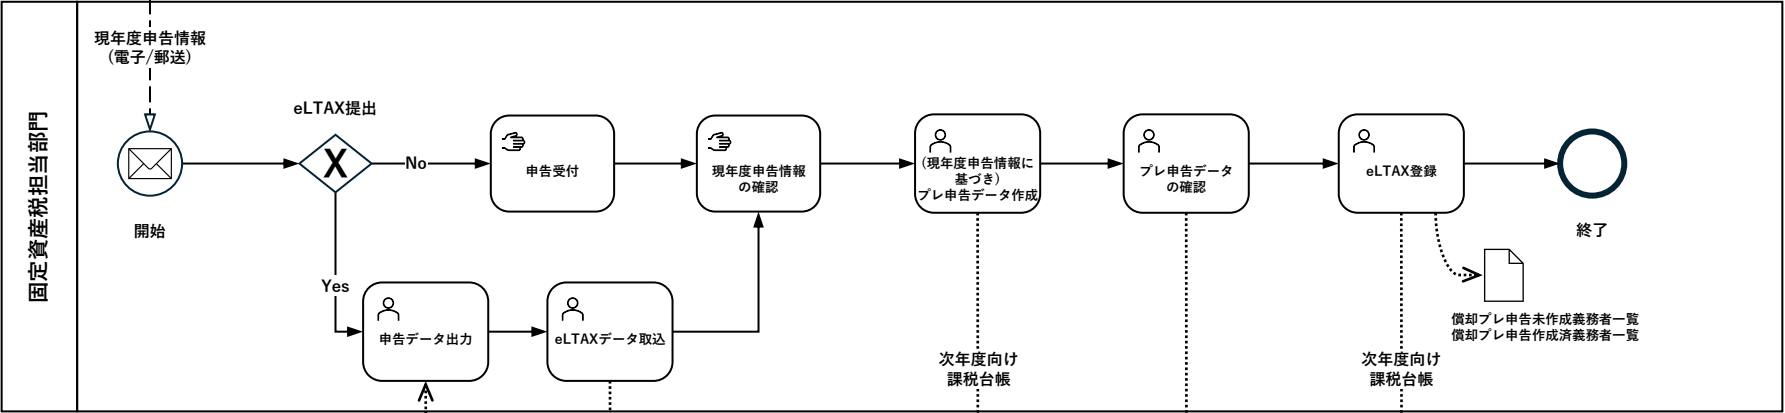 固定資産税担当部門
現年度申告情報
(電子/郵送)
開始
eLTAX提出
X
No
Yes
申告受付
現年度申告情報
の確認
(現年度申告情報に
基づき)
プレ申告データ作成
プレ申告データ
の確認
eLTAX登録
終了
申告データ出力
eLTAXデータ取込
次年度向け
課税台帳
次年度向け
課税台帳
償却プレ申告未作成義務者一覧
償却プレ申告作成済義務者一覧